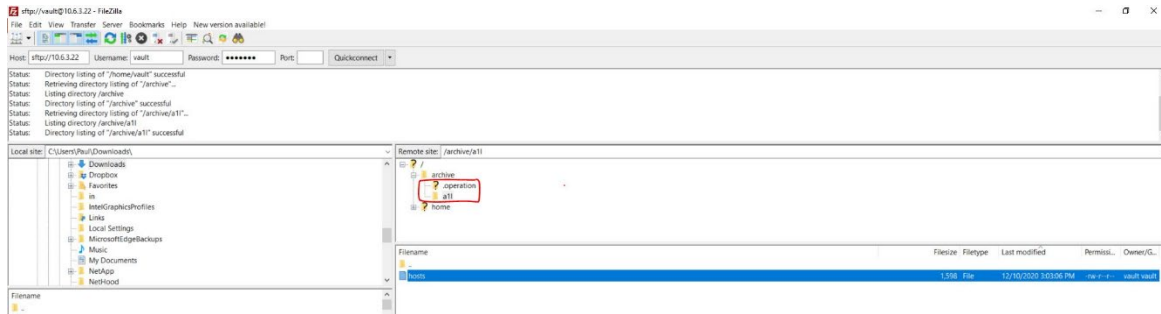 sftp://vault@10.6.3.22 - FileZilla
File Edit View Transfer Server Bookmarks Help New version available!
Host: sftp://10.6.3.22 Username: vault Password: ●●●●●●● Port: Quickconnect
Status: Directory listing of "/home/vault" successful
Status: Retrieving directory listing of "/archive"...
Status: Listing directory /archive
Status: Directory listing of "/archive" successful
Status: Retrieving directory listing of "/archive/a1l"...
Status: Listing directory /archive/a1l
Status: Directory listing of "/archive/a1l" successful
Local site: C:\Users\Paul\Downloads\
Downloads
Dropbox
Favorites
in
IntelGraphicsProfiles
Links
Local Settings
MicrosoftEdgeBackups
Music
My Documents
NetApp
NetHood
Filename
..
Remote site: /archive/a1l
/
archive
.operation
a1l
home
Filename Filesize Filetype Last modified Permissi... Owner/G...
..
hosts 1,598 File 12/10/2020 3:03:06 PM -rw-r--r-- vault vault